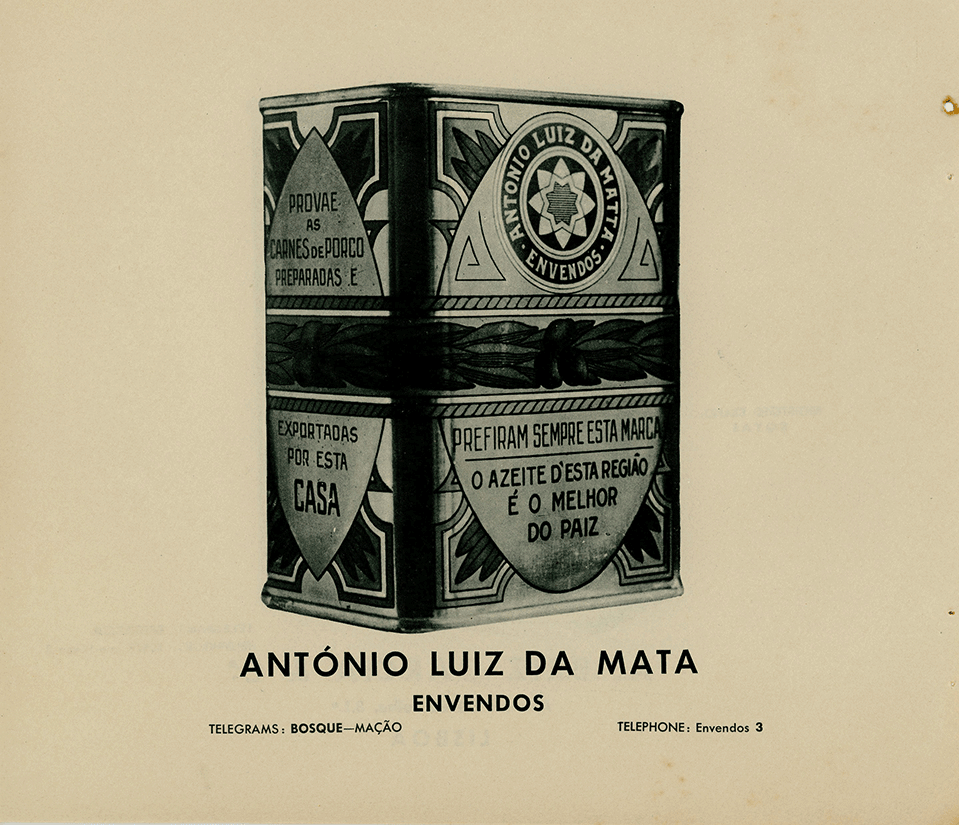 PROVAE
AS
CARNES DE PORCO
PREPARADAS E
EXPORTADAS
POR ESTA
CASA
ANTONIO LUIZ DA MATTA
· ENVENDOS ·
PREFIRAM SEMPRE ESTA MARCA
O AZEITE D'ESTA REGIÃO
É O MELHOR
DO PAIZ
ANTÓNIO LUIZ DA MATA
ENVENDOS
TELEGRAMS: BOSQUE—MAÇÃO
TELEPHONE: Envendos 3